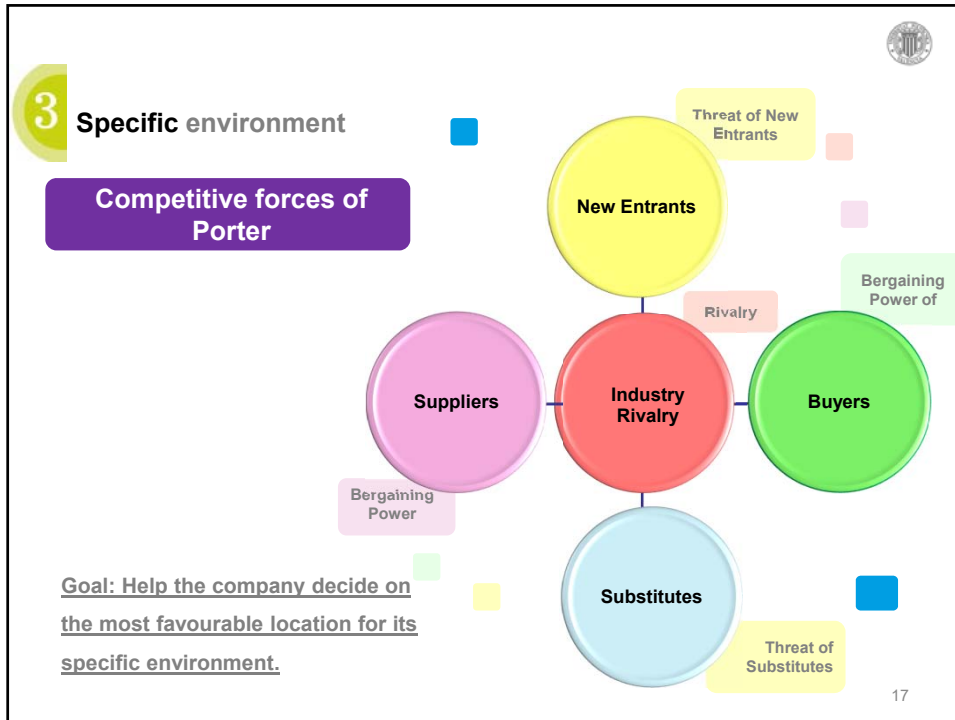 3
Specific environment
Competitive forces of
Porter
Threat of New
Entrants
New Entrants
Bergaining
Power of
Rivalry
Suppliers
Industry
Rivalry
Buyers
Bergaining
Power
Substitutes
Threat of
Substitutes
Goal: Help the company decide on
the most favourable location for its
specific environment.
17